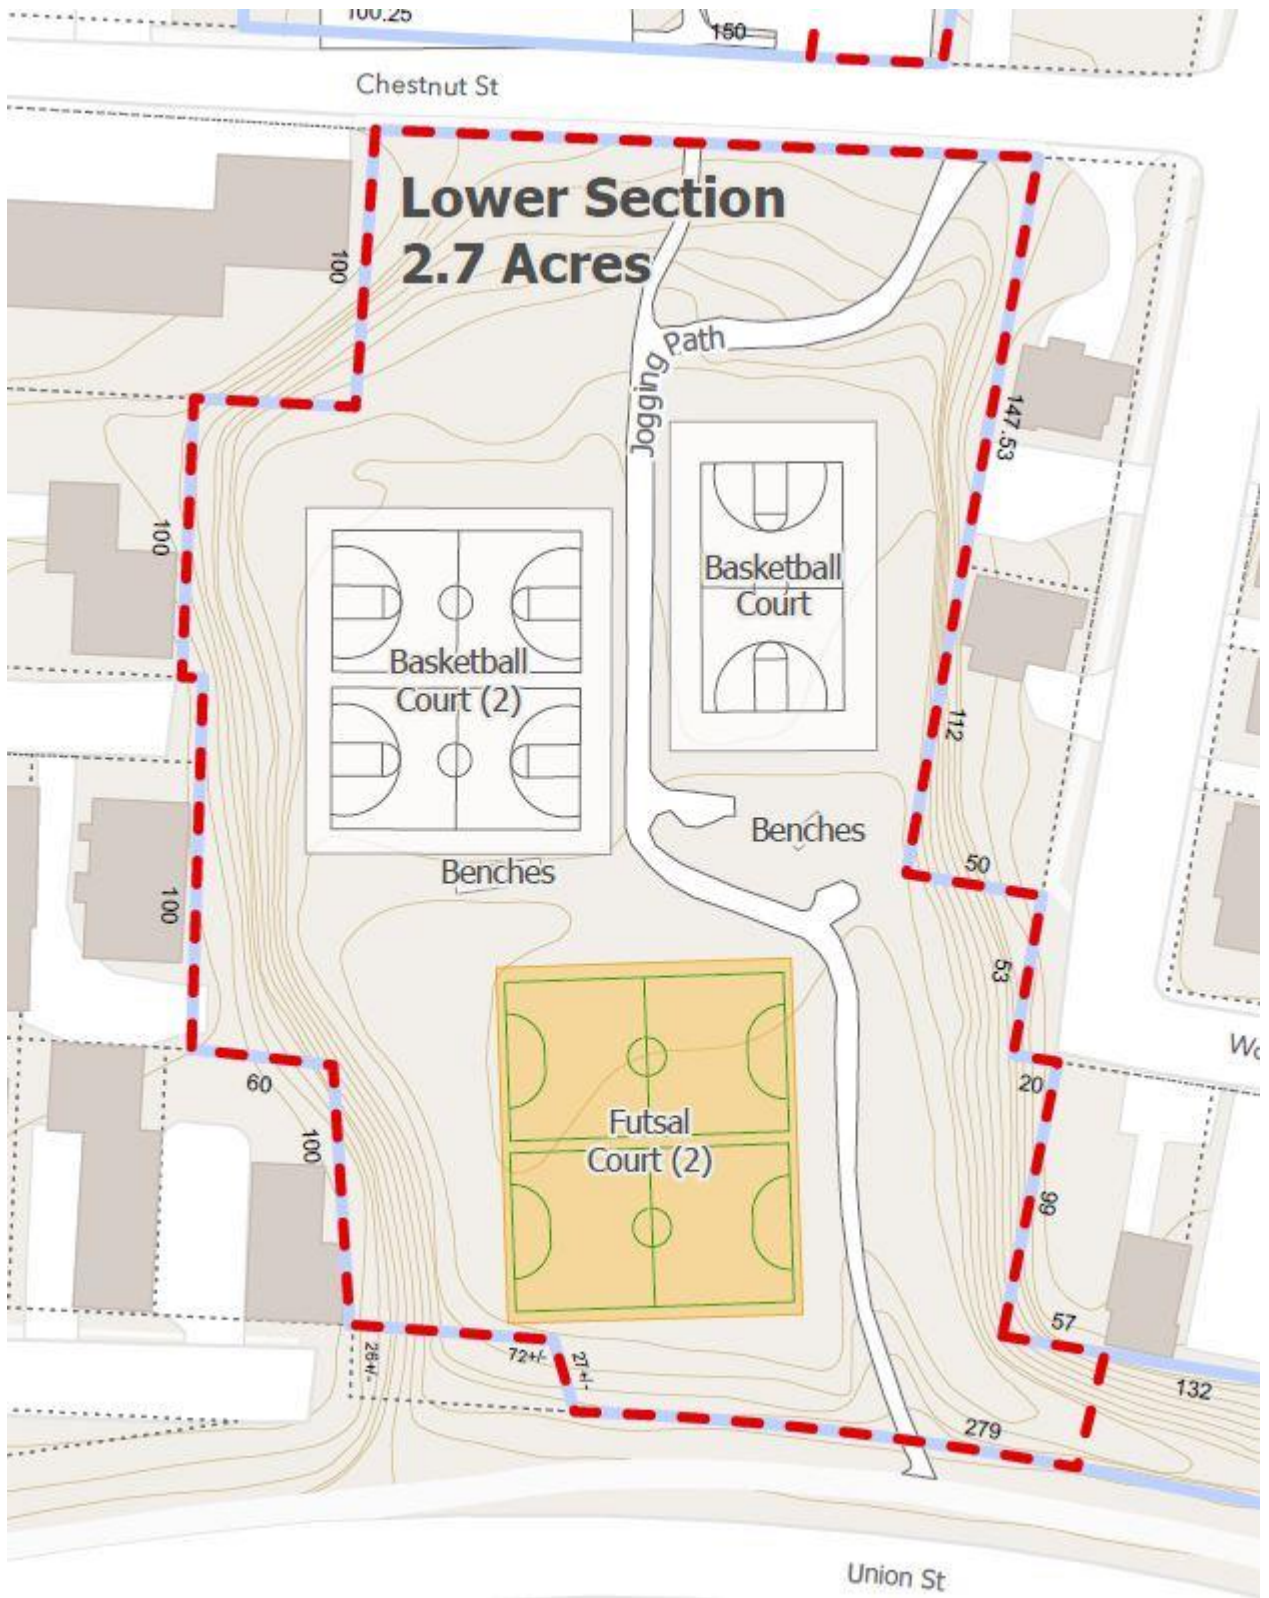 100.25
150
Chestnut St
Lower Section
2.7 Acres
100
Jogging Path
147.53
100
Basketball
Court
Basketball
Court (2)
112
Benches
50
Benches
100
53
Wo
60
20
100
Futsal
Court (2)
99
57
26+/-
72+/-
27+/-
132
279
Union St